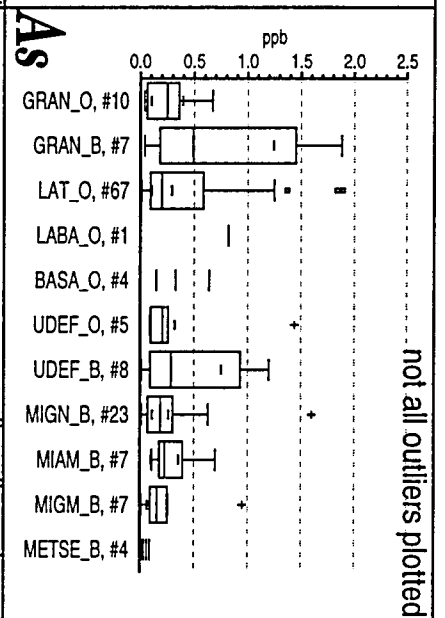 As
ppb
0.0 0.5 1.0 1.5 2.0 2.5
GRAN_O, #10
GRAN_B, #7
LAT_O, #67
LABA_O, #1
BASA_O, #4
UDEF_O, #5
UDEF_B, #8
MIGN_B, #23
MIAM_B, #7
MIGM_B, #7
METSE_B, #4
not all outliers plotted